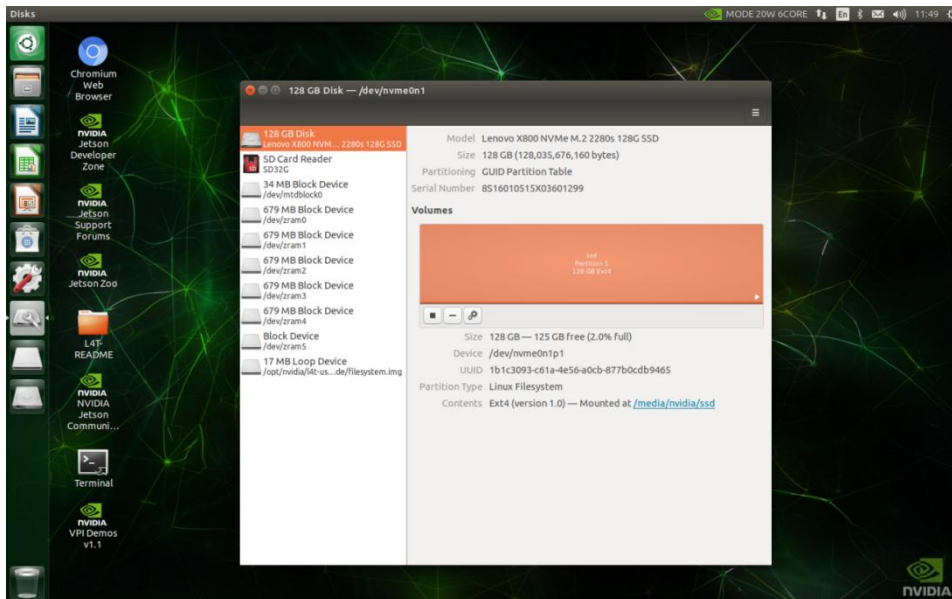 Disks
MODE 20W 6CORE
En
11:49
Chromium
Web
Browser
NVIDIA
Jetson
Developer
Zone
NVIDIA
Jetson
Support
Forums
NVIDIA
Jetson Zoo
L4T-
README
NVIDIA
NVIDIA
Jetson
Communi...
Terminal
NVIDIA
VPI Demos
v1.1
128 GB Disk — /dev/nvme0n1
128 GB Disk
Lenovo X800 NVM... 2280s 128G SSD
SD Card Reader
SD32G
34 MB Block Device
/dev/mtdblock0
679 MB Block Device
/dev/zram0
679 MB Block Device
/dev/zram1
679 MB Block Device
/dev/zram2
679 MB Block Device
/dev/zram3
679 MB Block Device
/dev/zram4
Block Device
/dev/zram5
17 MB Loop Device
/opt/nvidia/l4t-us...de/filesystem.img
Model Lenovo X800 NVMe M.2 2280s 128G SSD
Size 128 GB (128,035,676,160 bytes)
Partitioning GUID Partition Table
Serial Number 8S16010515X03601299
Volumes
ssd
Partition 1
128 GB Ext4
Size 128 GB — 125 GB free (2.0% full)
Device /dev/nvme0n1p1
UUID 1b1c3093-c61a-4e56-a0cb-877b0cdb9465
Partition Type Linux Filesystem
Contents Ext4 (version 1.0) — Mounted at /media/nvidia/ssd
NVIDIA